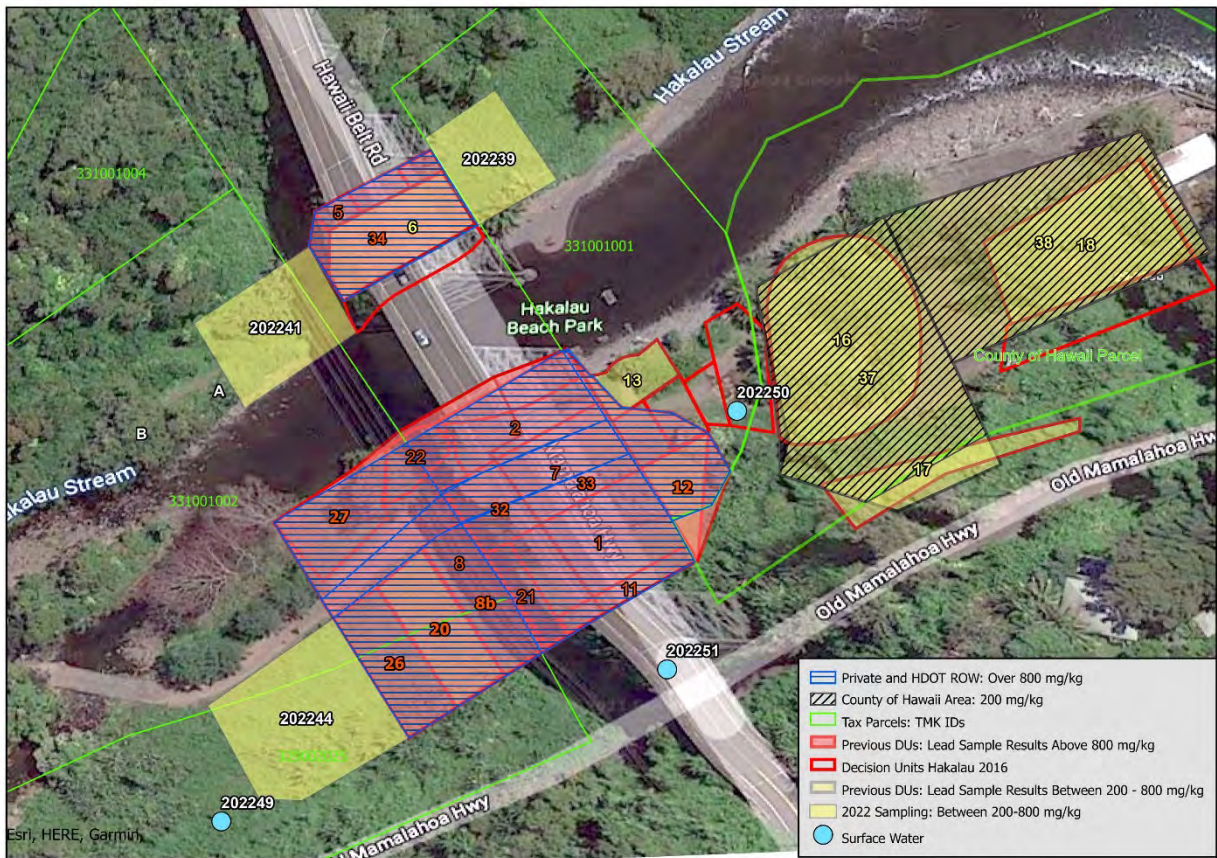 Hawaii Belt Rd
Hakalau Stream
202239
331001004
5
6
34
331001001
202241
Hakalau
Beach Park
38
18
16
County of Hawaii Parcel
13
37
A
202250
B
2
22
17
331001002
7
33
12
27
32
Old Mamalahoa Hwy
1
8
11
21
8b
20
Old Mamalahoa Hwy
26
202251
202244
202249
Esri, HERE, Garmin,
Mamalahoa Hwy
Private and HDOT ROW: Over 800 mg/kg
County of Hawaii Area: 200 mg/kg
Tax Parcels: TMK IDs
Previous DUs: Lead Sample Results Above 800 mg/kg
Decision Units Hakalau 2016
Previous DUs: Lead Sample Results Between 200 - 800 mg/kg
2022 Sampling: Between 200-800 mg/kg
Surface Water